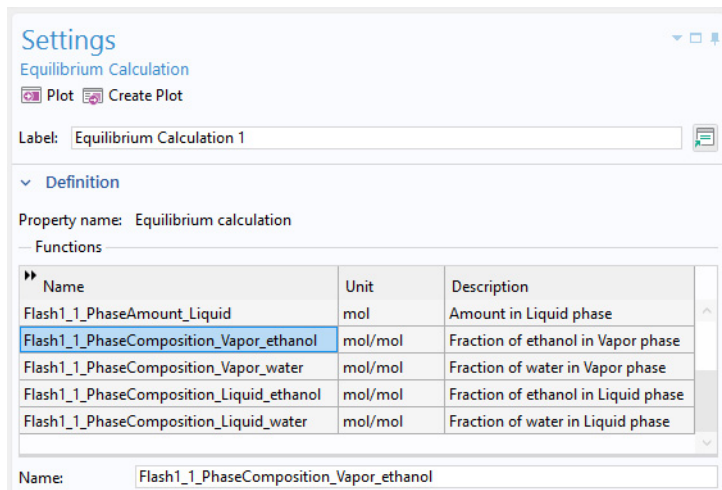 Settings
Equilibrium Calculation
Plot Create Plot
Label: Equilibrium Calculation 1
Definition
Property name: Equilibrium calculation
Functions
Name Unit Description
Flash1_1_PhaseAmount_Liquid mol Amount in Liquid phase
Flash1_1_PhaseComposition_Vapor_ethanol mol/mol Fraction of ethanol in Vapor phase
Flash1_1_PhaseComposition_Vapor_water mol/mol Fraction of water in Vapor phase
Flash1_1_PhaseComposition_Liquid_ethanol mol/mol Fraction of ethanol in Liquid phase
Flash1_1_PhaseComposition_Liquid_water mol/mol Fraction of water in Liquid phase
Name: Flash1_1_PhaseComposition_Vapor_ethanol